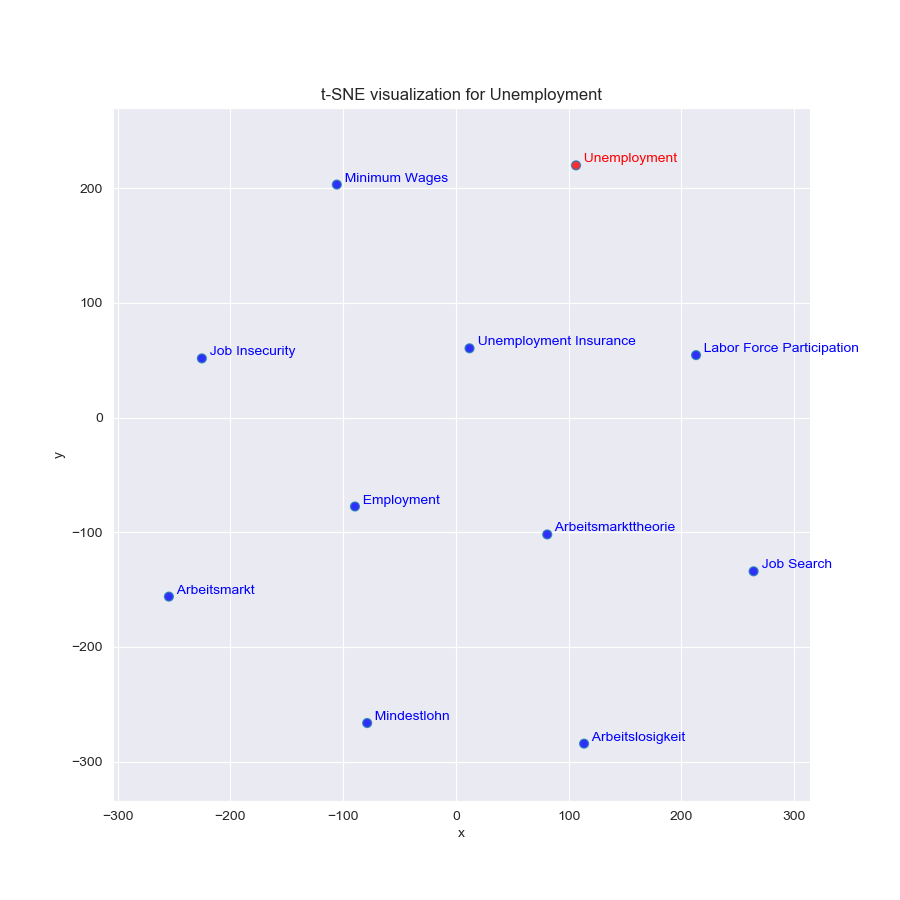 t-SNE visualization for Unemployment
Unemployment
Minimum Wages
200
100
Unemployment Insurance
Labor Force Participation
Job Insecurity
0
y
Employment
Arbeitsmarkttheorie
−100
Job Search
Arbeitsmarkt
−200
Mindestlohn
Arbeitslosigkeit
−300
−300 −200 −100 0 100 200 300
x